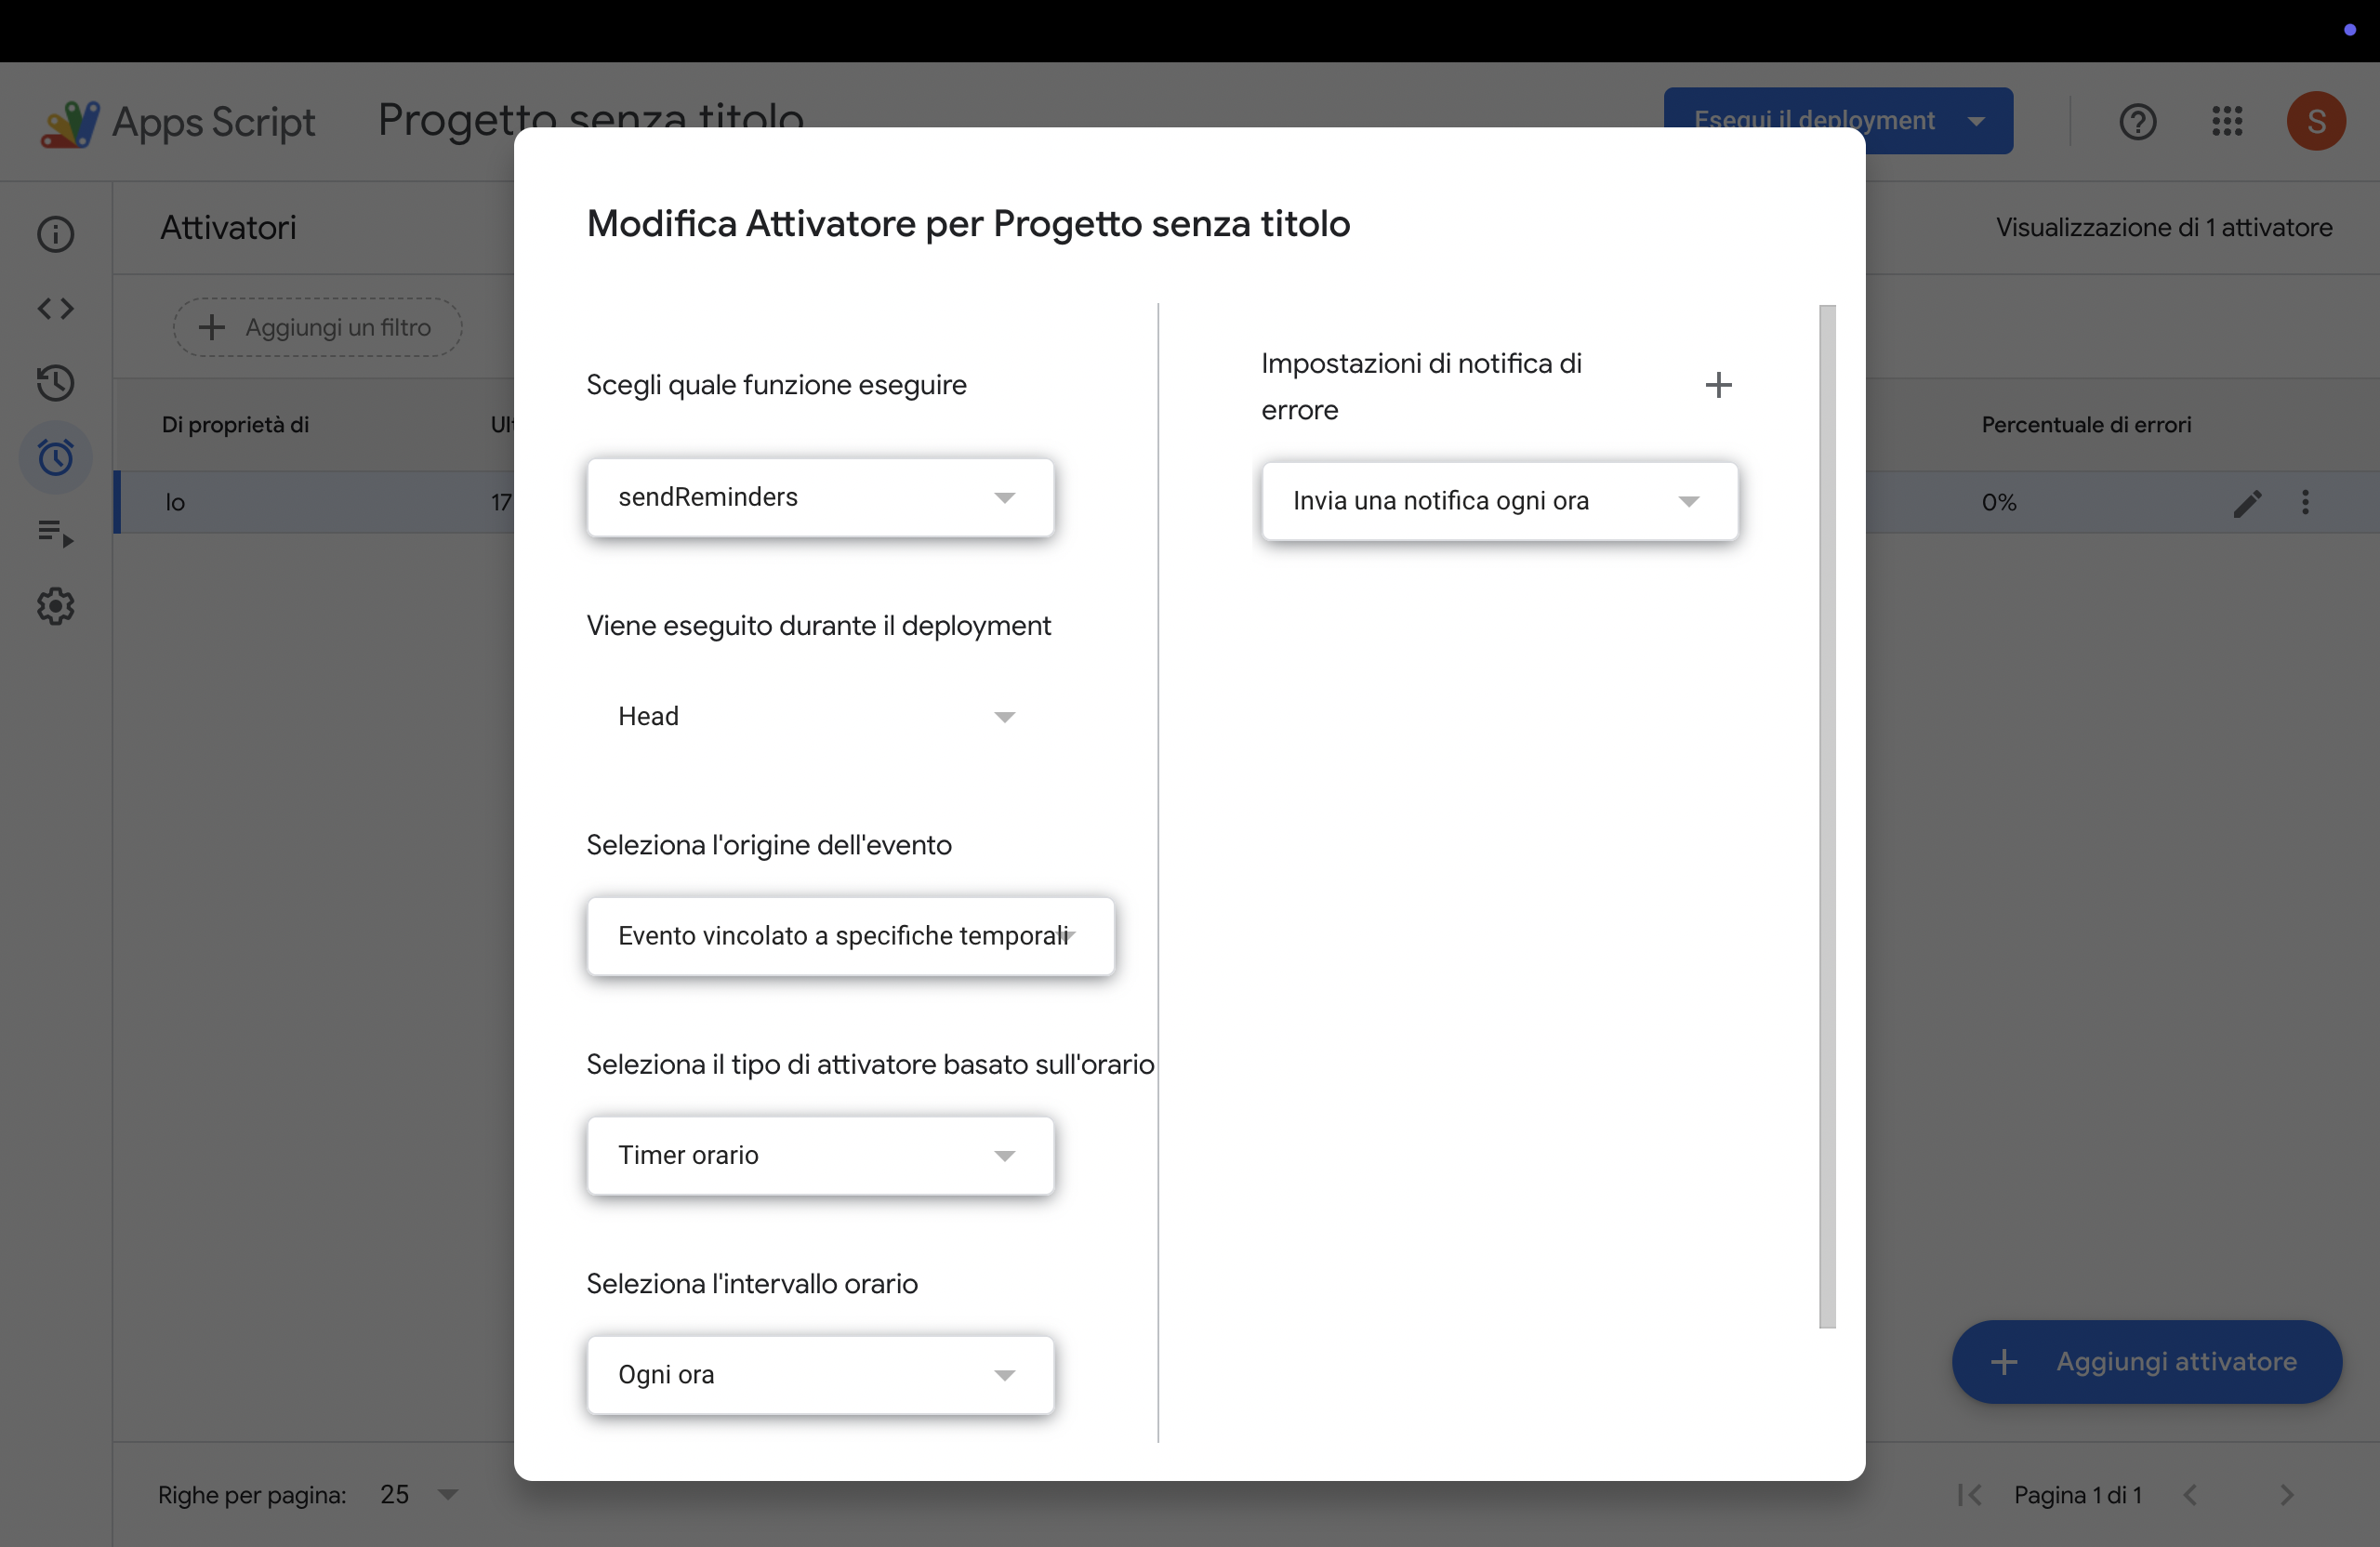 Apps Script
Progetto senza titolo
Esegui il deployment
S
Attivatori
Visualizzazione di 1 attivatore
Aggiungi un filtro
Di proprietà di
Percentuale di errori
Io
17
0%
Modifica Attivatore per Progetto senza titolo
Scegli quale funzione eseguire
sendReminders
Viene eseguito durante il deployment
Head
Seleziona l'origine dell'evento
Evento vincolato a specifiche temporali
Seleziona il tipo di attivatore basato sull'orario
Timer orario
Seleziona l'intervallo orario
Ogni ora
Impostazioni di notifica di
errore
Invia una notifica ogni ora
Aggiungi attivatore
Righe per pagina: 25
Pagina 1 di 1